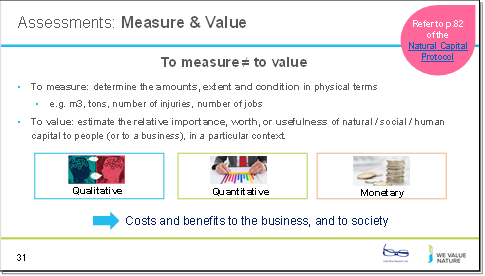 Assessments: Measure & Value
Refer to p.82
of the
Natural Capital
Protocol
To measure ≠ to value
• To measure: determine the amounts, extent and condition in physical terms
• e.g. m3, tons, number of injuries, number of jobs
• To value: estimate the relative importance, worth, or usefulness of natural / social / human
capital to people (or to a business), in a particular context
Qualitative
Quantitative
Monetary
Costs and benefits to the business, and to society
31
WE VALUE
NATURE